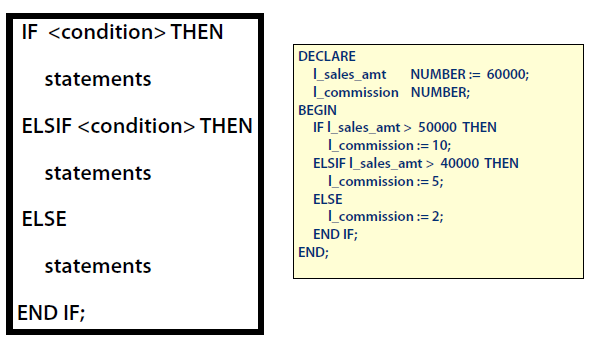 IF <condition> THEN
statements
ELSIF <condition> THEN
statements
ELSE
statements
END IF;
DECLARE
l_sales_amt NUMBER := 60000;
l_commission NUMBER;
BEGIN
IF l_sales_amt > 50000 THEN
l_commission := 10;
ELSIF l_sales_amt > 40000 THEN
l_commission := 5;
ELSE
l_commission := 2;
END IF;
END;